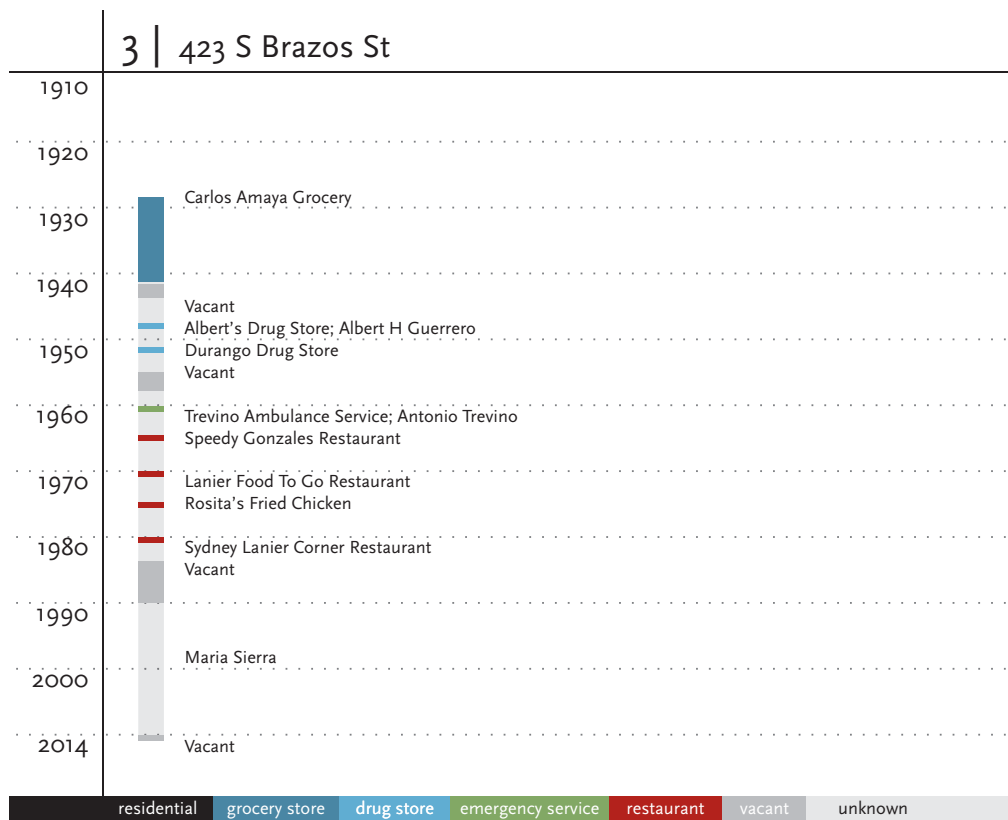 3 | 423 S Brazos St
1910
1920
Carlos Amaya Grocery
1930
1940
Vacant
Albert's Drug Store; Albert H Guerrero
1950
Durango Drug Store
Vacant
1960
Trevino Ambulance Service; Antonio Trevino
Speedy Gonzales Restaurant
1970
Lanier Food To Go Restaurant
Rosita's Fried Chicken
1980
Sydney Lanier Corner Restaurant
Vacant
1990
Maria Sierra
2000
2014
Vacant
residential grocery store drug store emergency service restaurant vacant unknown